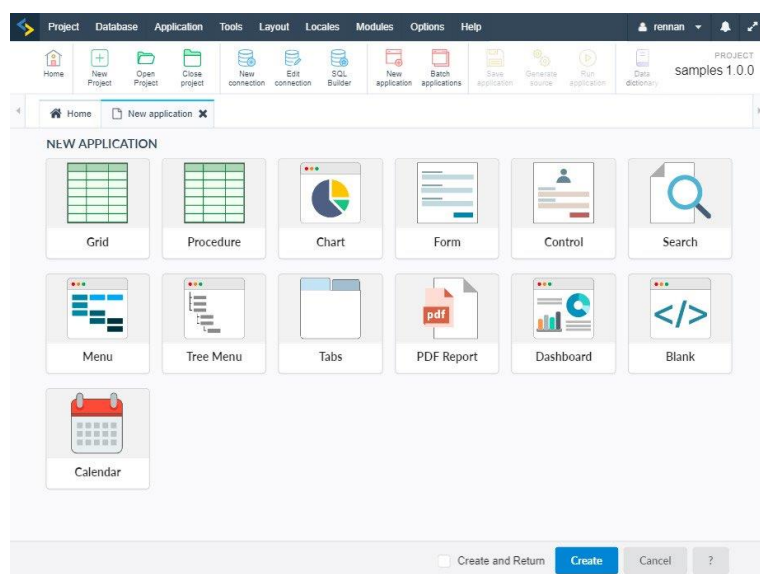 Project Database Application Tools Layout Locales Modules Options Help rennan
Home New Project Open Project Close project New connection Edit connection SQL Builder New application Batch applications Save application Generate source Run application Data dictionary
PROJECT
samples 1.0.0
Home New application
NEW APPLICATION
Grid Procedure Chart Form Control Search
pdf
</>
Menu Tree Menu Tabs PDF Report Dashboard Blank
Calendar
Create and Return Create Cancel ?